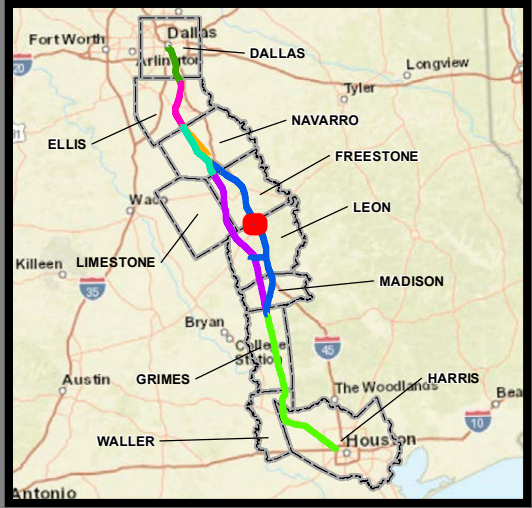 Fort Worth
Dallas
DALLAS
Arlington
Longview
20
Tyler
NAVARRO
ELLIS
FREESTONE
Waco
LEON
LIMESTONE
Killeen
MADISON
35
Bryan
College
Station
45
GRIMES
Austin
The Woodlands
HARRIS
Bea
10
WALLER
Houston
Antonio